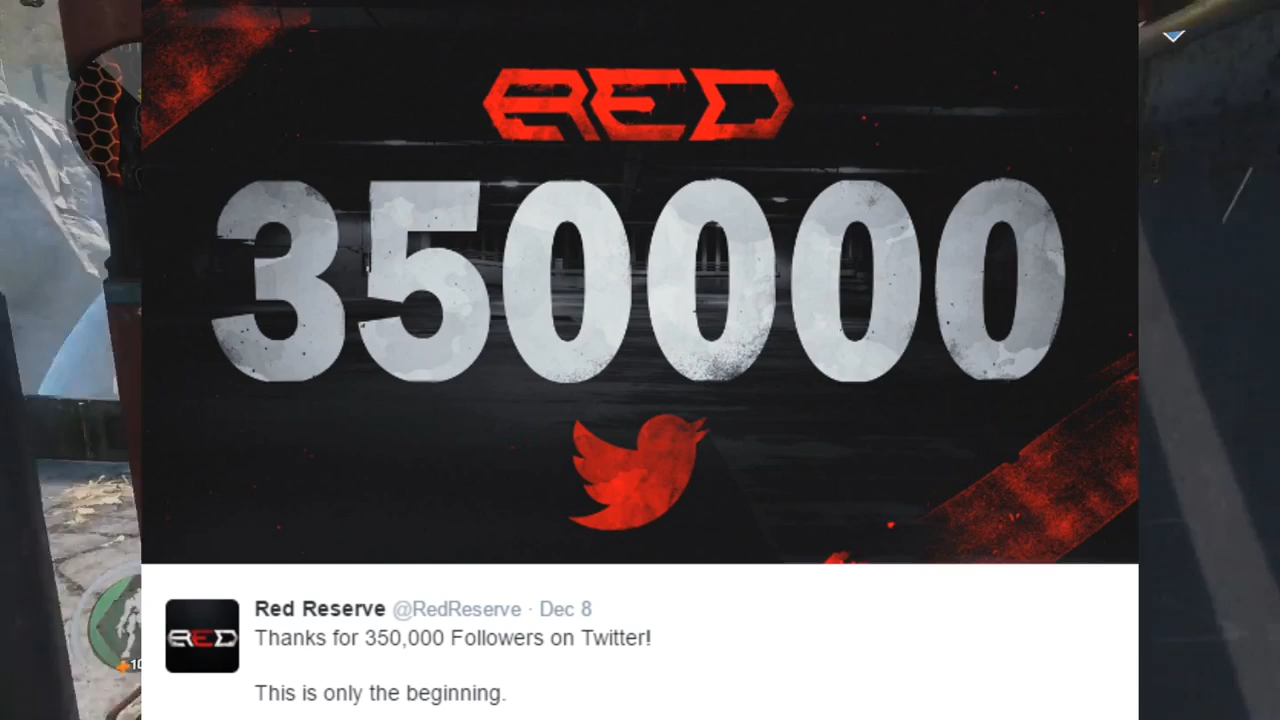 RED
350000
RED
Red Reserve @RedReserve · Dec 8
Thanks for 350,000 Followers on Twitter!
This is only the beginning.